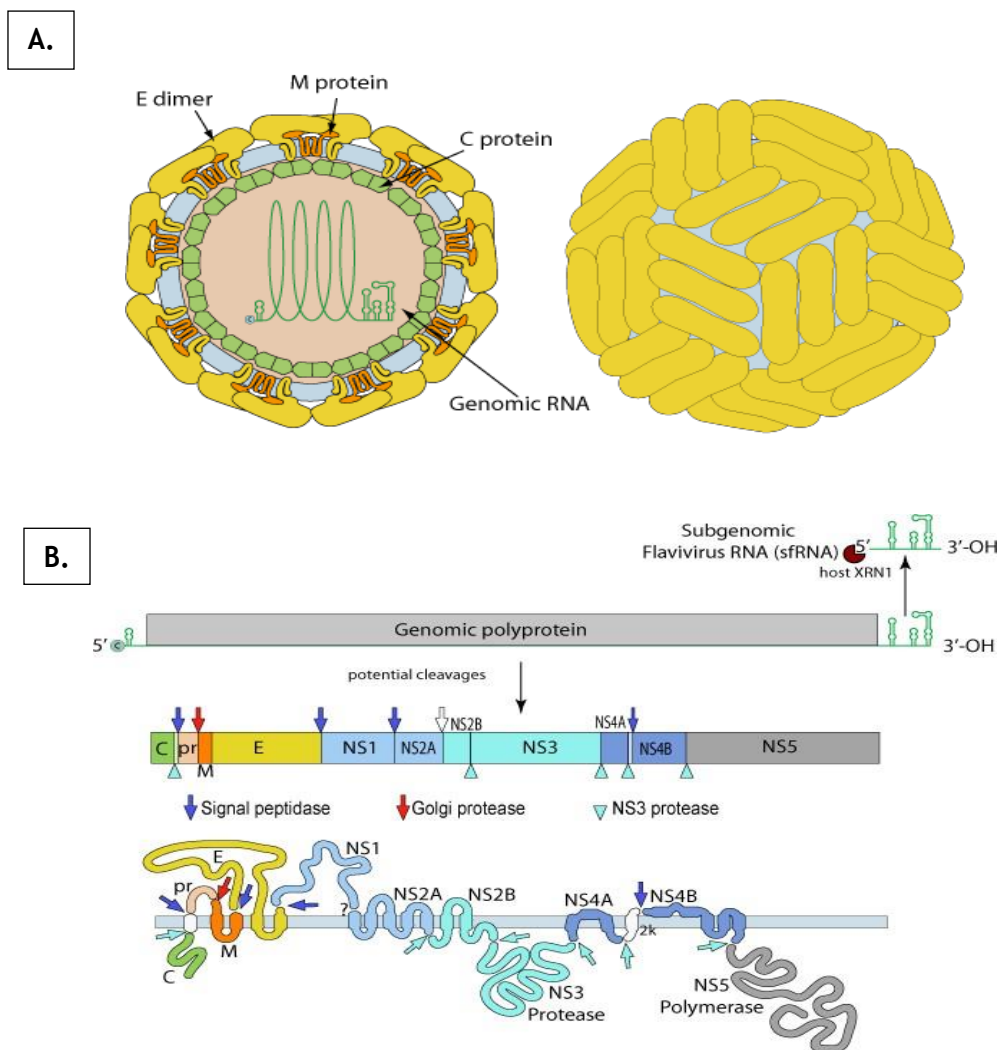 A.
M protein
E dimer
C protein
c
Genomic RNA
B.
Subgenomic
Flavivirus RNA (sfRNA)
5′
3′-OH
host XRN1
5′
c
Genomic polyprotein
3′-OH
potential cleavages
C
pr
M
E
NS1
NS2A
NS2B
NS3
NS4A
NS4B
NS5
Signal peptidase
Golgi protease
NS3 protease
E
NS1
pr
NS2A
NS2B
NS4A
NS4B
?
2k
C
M
NS3
Protease
NS5
Polymerase